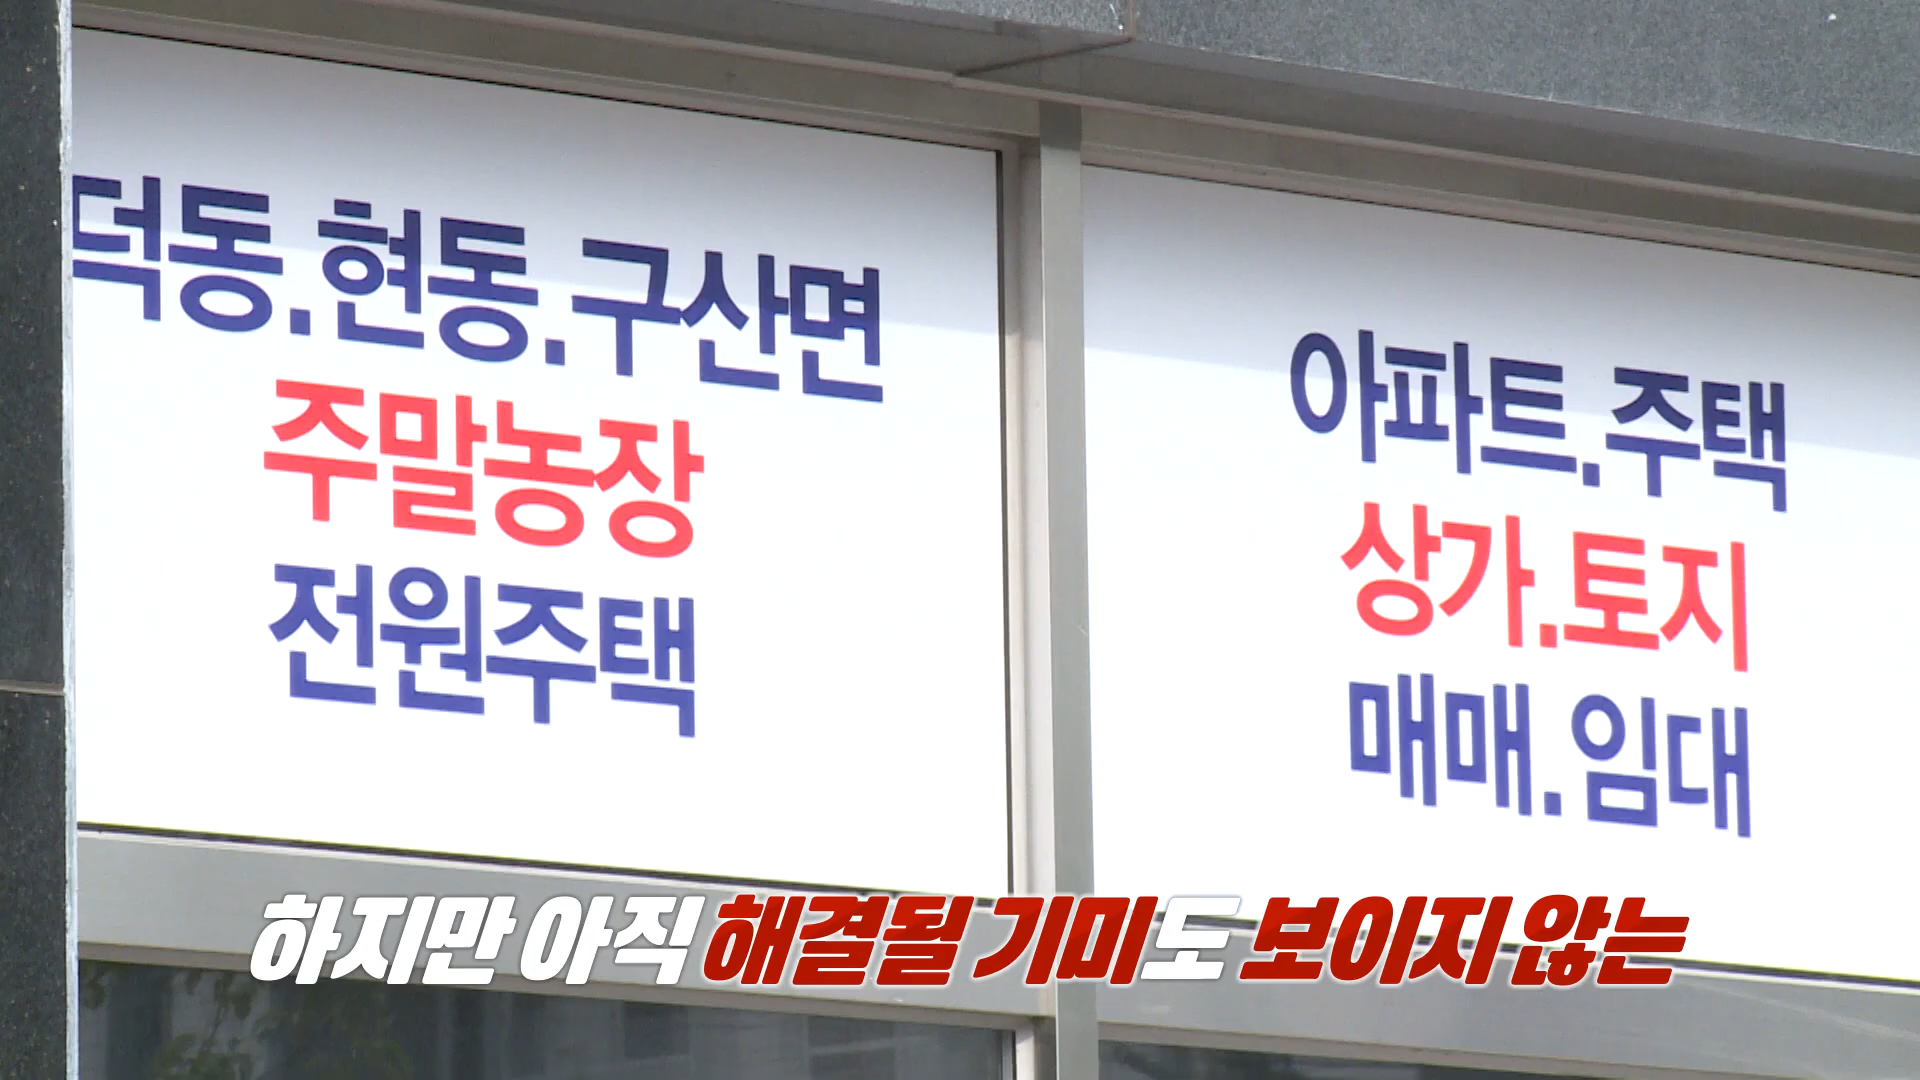 덕동.현동.구산면
주말농장
전원주택
아파트.주택
상가.토지
매매.임대
하지만 아직 해결될 기미도 보이지 않는